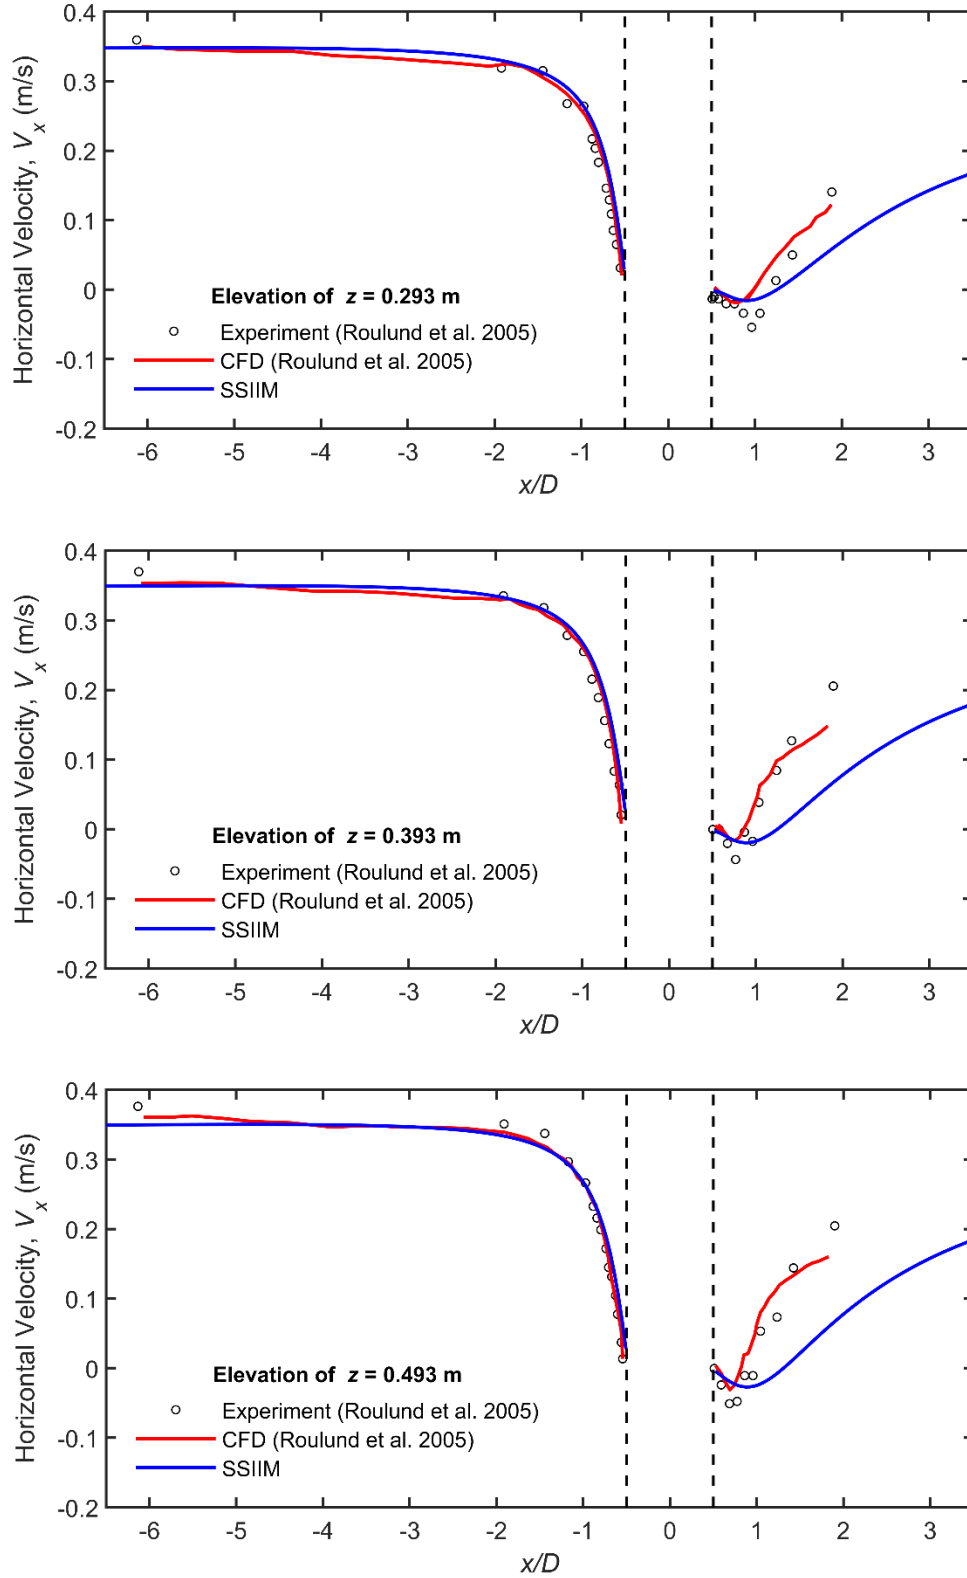 0.4
0.3
0.2
0.1
0
-0.1
-0.2
Horizontal Velocity, Vx (m/s)
Elevation of z = 0.293 m
Experiment (Roulund et al. 2005)
CFD (Roulund et al. 2005)
SSIIM
-6 -5 -4 -3 -2 -1 0 1 2 3
x/D
0.4
0.3
0.2
0.1
0
-0.1
-0.2
Horizontal Velocity, Vx (m/s)
Elevation of z = 0.393 m
Experiment (Roulund et al. 2005)
CFD (Roulund et al. 2005)
SSIIM
-6 -5 -4 -3 -2 -1 0 1 2 3
x/D
0.4
0.3
0.2
0.1
0
-0.1
-0.2
Horizontal Velocity, Vx (m/s)
Elevation of z = 0.493 m
Experiment (Roulund et al. 2005)
CFD (Roulund et al. 2005)
SSIIM
-6 -5 -4 -3 -2 -1 0 1 2 3
x/D